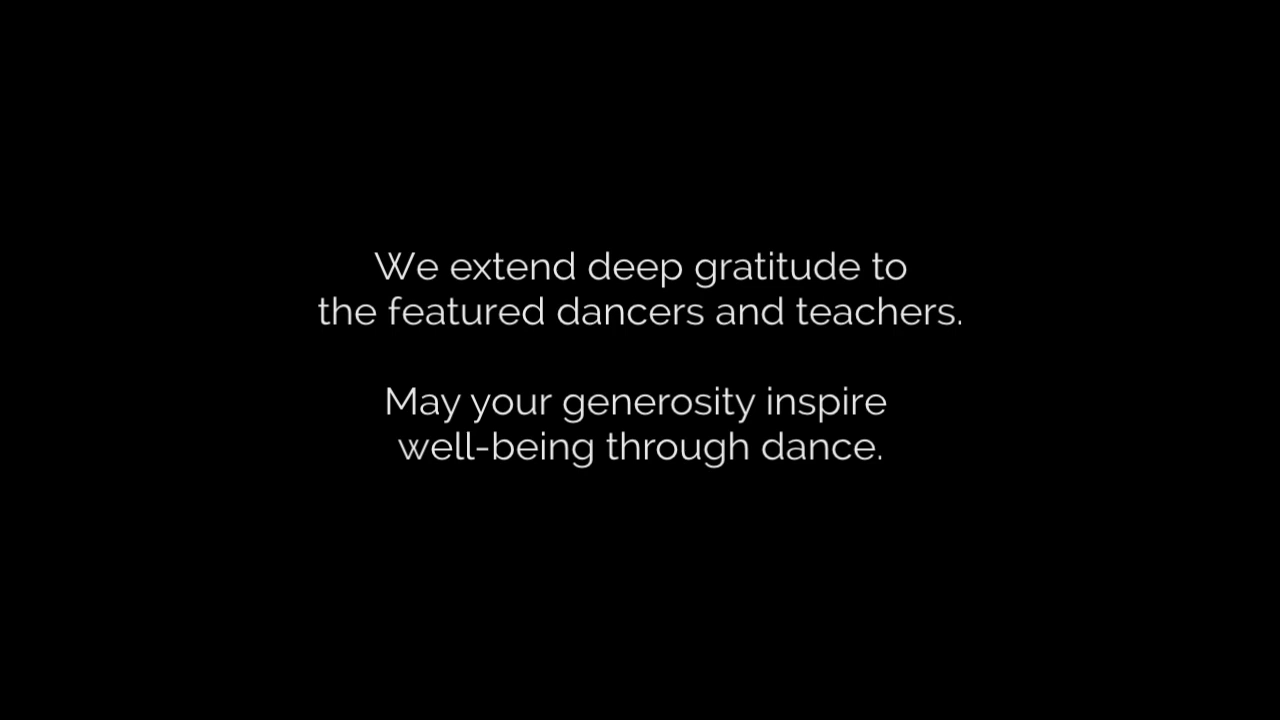 We extend deep gratitude to
the featured dancers and teachers.
May your generosity inspire
well-being through dance.